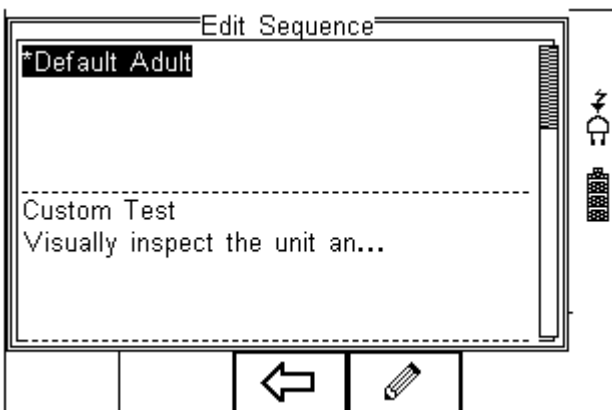 Edit Sequence
*Default Adult
Custom Test
Visually inspect the unit an...